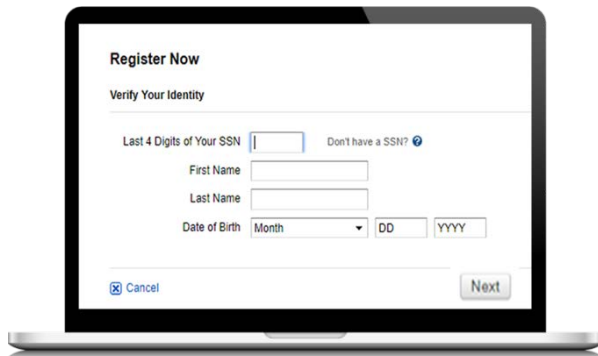 Register Now
Verify Your Identity
Last 4 Digits of Your SSN Don't have a SSN? ?
First Name
Last Name
Date of Birth Month DD YYYY
Cancel Next